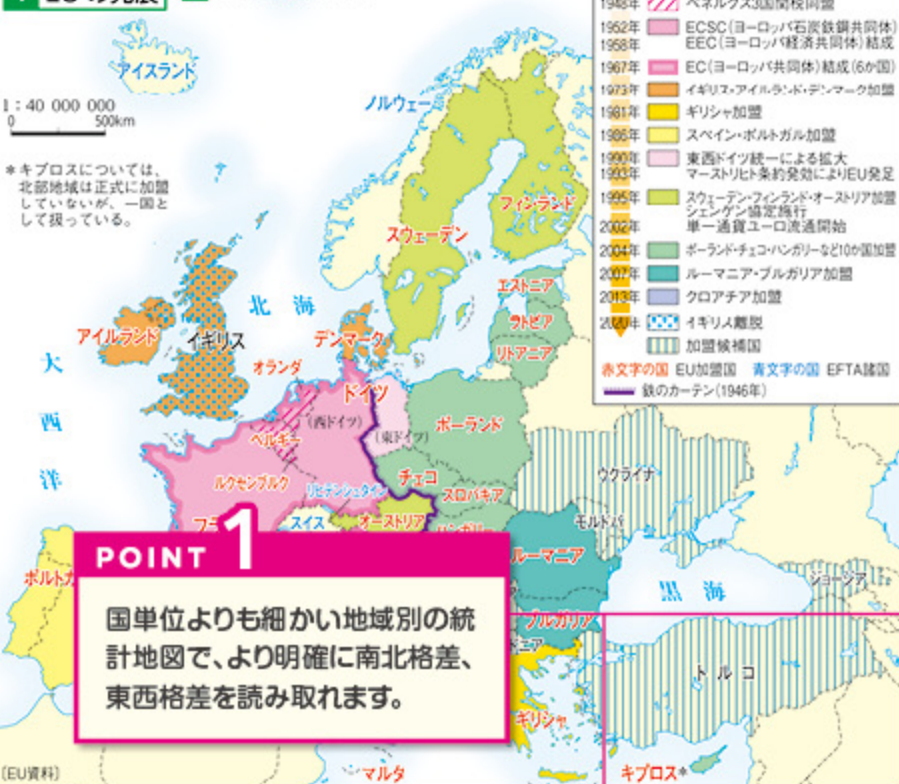 アイスランド
1:40 000 000
0 500km
*キプロスについては、
北部地域は正式に加盟
していないが、一国と
して扱っている。
1952年 ECSC(ヨーロッパ石炭鉄鋼共同体)
1958年 EEC(ヨーロッパ経済共同体)結成
1967年 EC(ヨーロッパ共同体)結成(6か国)
1973年 イギリス・アイルランド・デンマーク加盟
1981年 ギリシャ加盟
1986年 スペイン・ポルトガル加盟
1990年 東西ドイツ統一による拡大
1993年 マーストリヒト条約発効によりEU発足
1995年 スウェーデン・フィンランド・オーストリア加盟
シェンゲン協定施行
2002年 単一通貨ユーロ流通開始
2004年 ポーランド・チェコ・ハンガリーなど10か国加盟
2007年 ルーマニア・ブルガリア加盟
2013年 クロアチア加盟
2020年 イギリス離脱
加盟候補国
赤文字の国 EU加盟国 青文字の国 EFTA諸国
鉄のカーテン(1946年)
ノルウェー
フィンランド
スウェーデン
エストニア
北海
ラトビア
アイルランド
イギリス
デンマーク
リトアニア
大西洋
オランダ
ドイツ
(西ドイツ)
(東ドイツ)
ポーランド
ベルギー
チェコ
ウクライナ
ルクセンブルク
リヒテンシュタイン
スロバキア
スイス
オーストリア
モルドバ
ルーマニア
ジョージア
黒海
ブルガリア
トルコ
ギリシャ
マルタ
キプロス*
POINT 1
国単位よりも細かい地域別の統
計地図で、より明確に南北格差、
東西格差を読み取れます。
(EU資料)